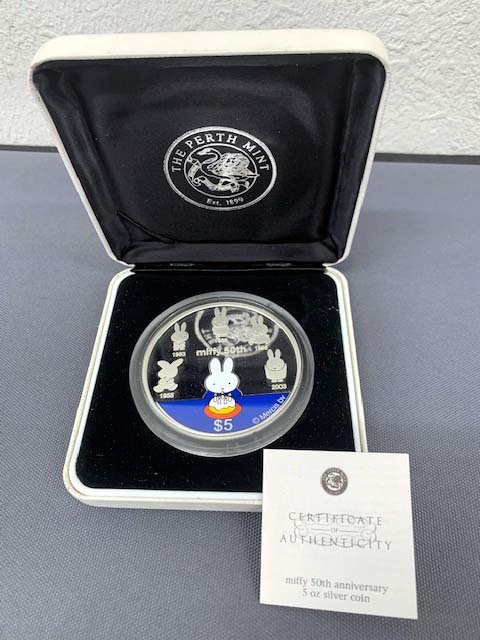 THE PERTH MINT
Est. 1899
1963
miffy 50th
1955
2003
$5
© Mercis bv
CERTIFICATE
OF
AUTHENTICITY
miffy 50th anniversary
5 oz silver coin